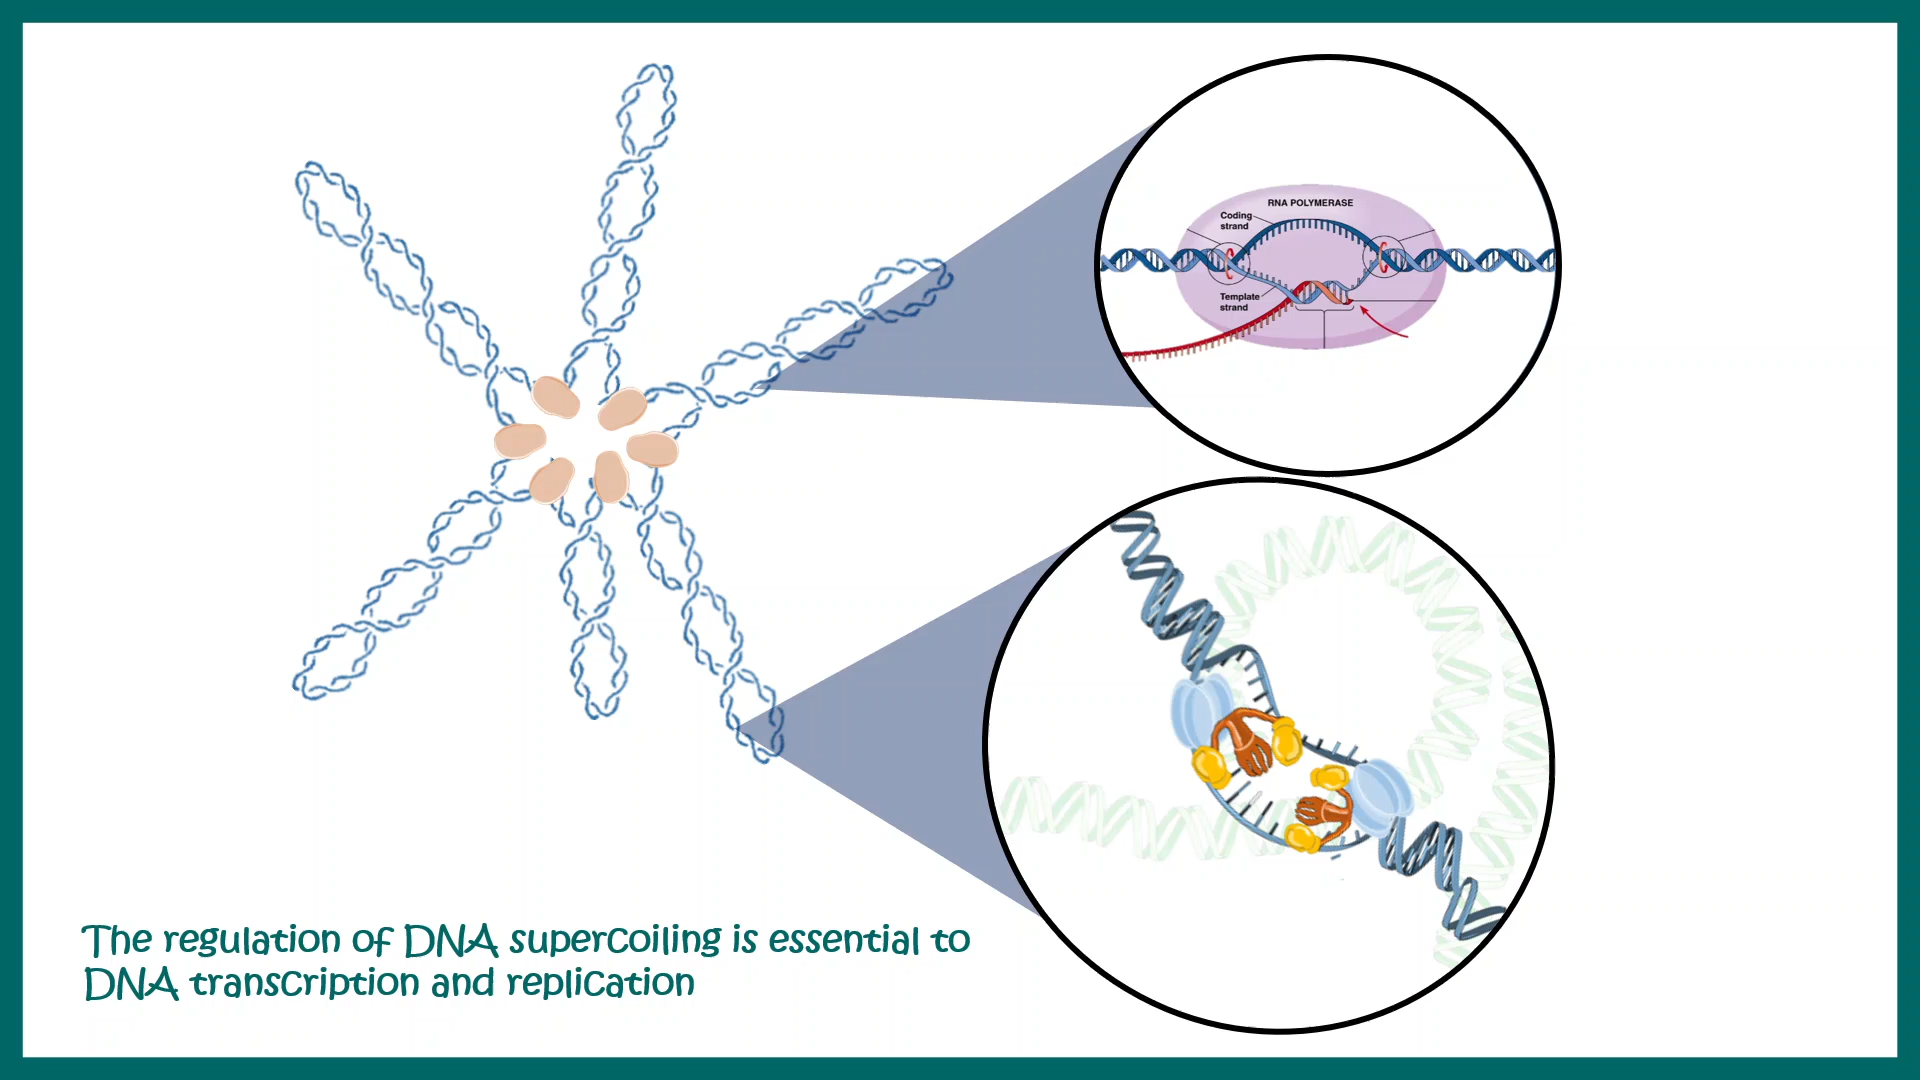 RNA POLYMERASE
Coding
strand
Template
strand
The regulation of DNA supercoiling is essential to
DNA transcription and replication